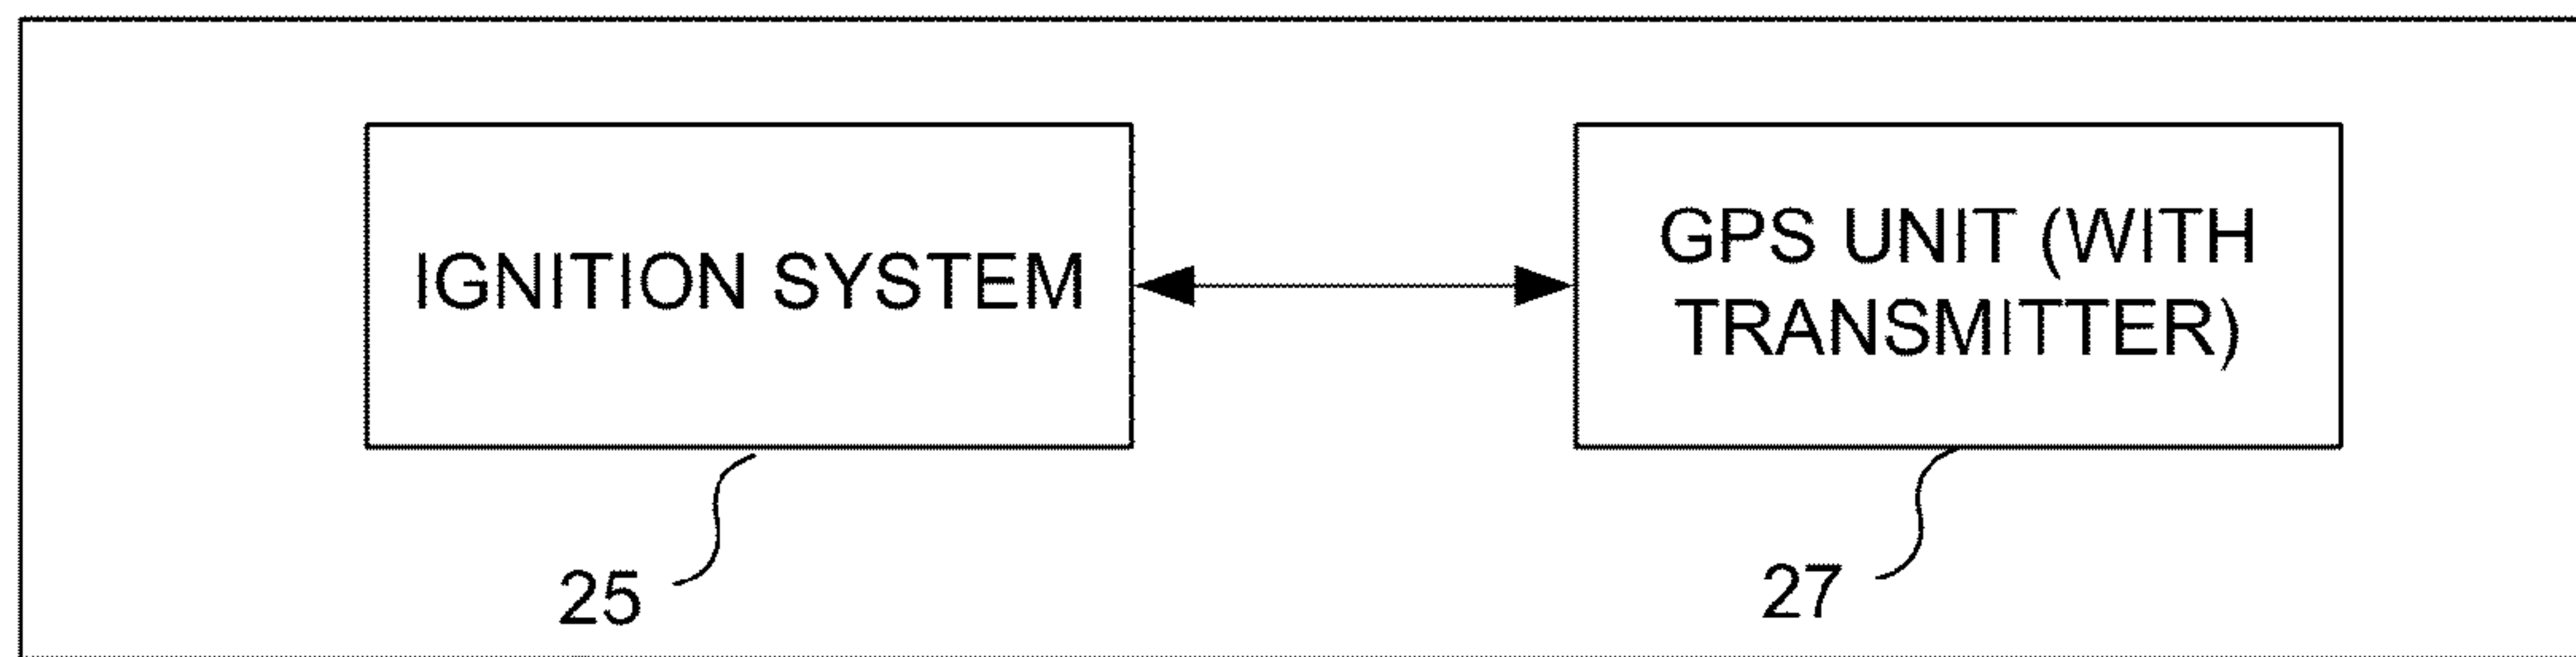 IGNITION SYSTEM
GPS UNIT (WITH
TRANSMITTER)
25
27